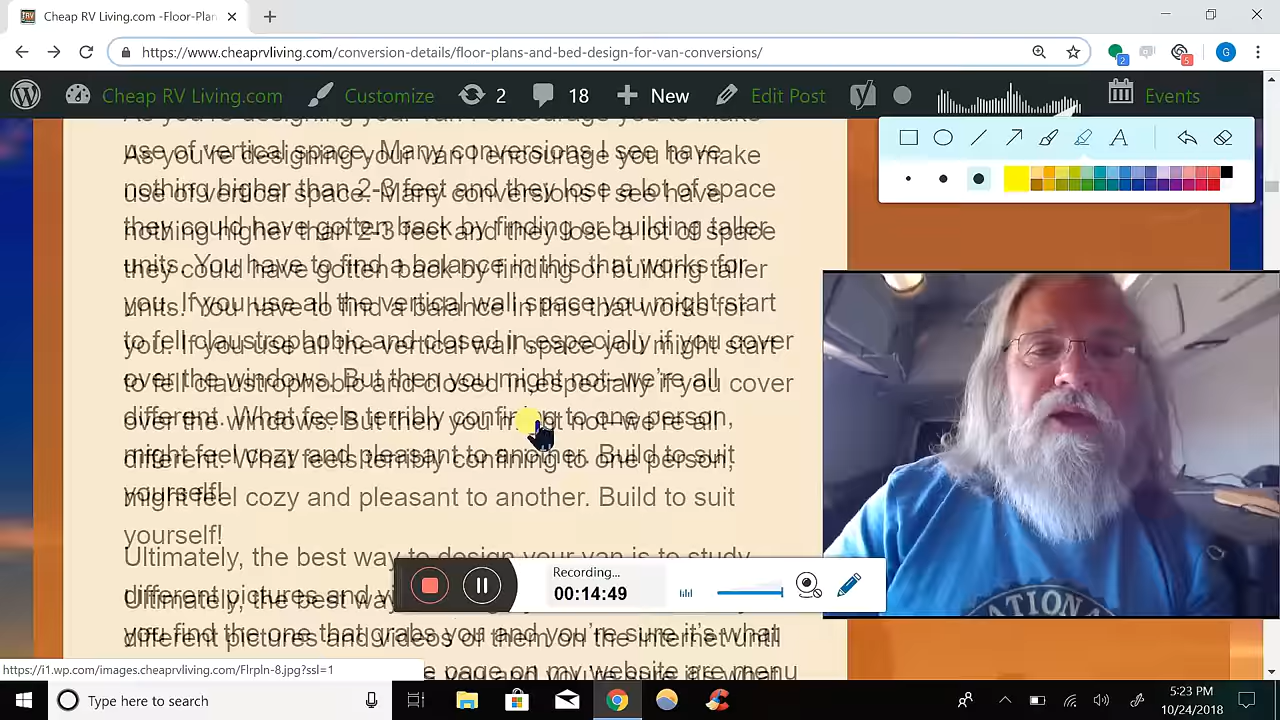 Cheap RV Living.com -Floor-Plan
https://www.cheaprvliving.com/conversion-details/floor-plans-and-bed-design-for-van-conversions/
G
2
5
Cheap RV Living.com
Customize
2
18
New
Edit Post
Events
A
As you're designing your van I encourage you to make
use of vertical space. Many conversions I see have
nothing higher than 2-3 feet and they lose a lot of space
they could have gotten back by finding or building taller
units. You have to find a balance in this that works for
you. If you use all the vertical wall space you might start
to fell claustrophobic and closed in,especially if you cover
over the windows. But then you might not–we're all
different. What feels terribly confining to one person,
might feel cozy and pleasant to another. Build to suit
yourself!
Ultimately, the best way to design your van is to study
different pictures and videos of them on the internet until
you find the one that grabs you and you're sure it's what
page on my website are menu
Recording...
00:14:49
NATION
https://i1.wp.com/images.cheaprvliving.com/Flrpln-8.jpg?ssl=1
Type here to search
5:23 PM
10/24/2018